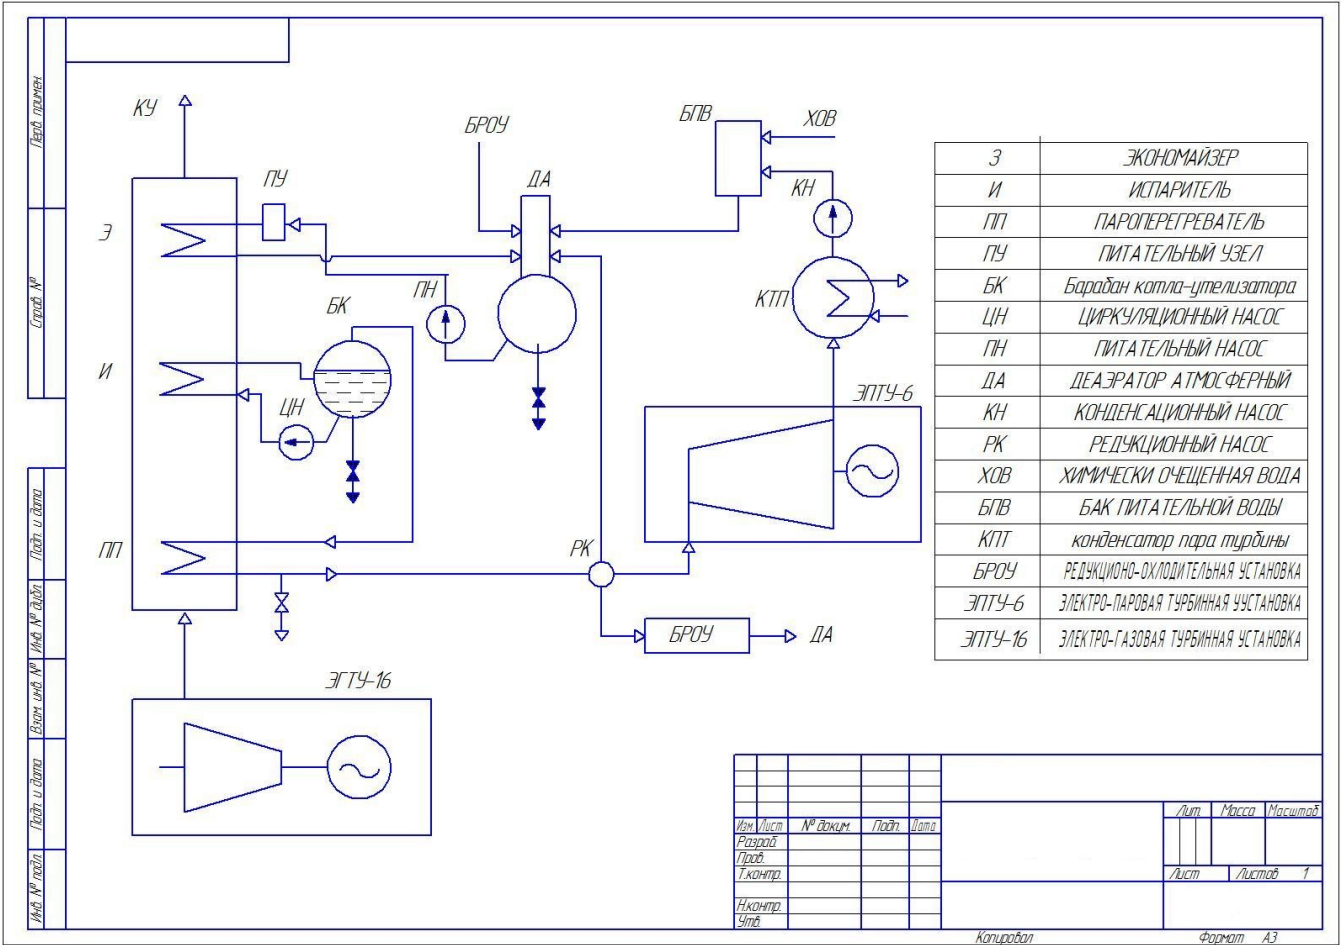 Перв. примен.
Справ. №
Подп. и дата
Инв. № дубл.
Взам. инв. №
Подп. и дата
Инв. № подл.
КУ
ПУ
Э
БРОУ
ДА
БПВ
ХОВ
КН
ПН
БК
КТП
И
ЦН
ЭПТУ-6
ПП
РК
БРОУ
ДА
ЭГТУ-16
Э ЭКОНОМАЙЗЕР
И ИСПАРИТЕЛЬ
ПП ПАРОПЕРЕГРЕВАТЕЛЬ
ПУ ПИТАТЕЛЬНЫЙ УЗЕЛ
БК Барабан котла-утелизатора
ЦН ЦИРКУЛЯЦИОННЫЙ НАСОС
ПН ПИТАТЕЛЬНЫЙ НАСОС
ДА ДЕАЭРАТОР АТМОСФЕРНЫЙ
КН КОНДЕНСАЦИОННЫЙ НАСОС
РК РЕДУКЦИОННЫЙ НАСОС
ХОВ ХИМИЧЕСКИ ОЧЕЩЕННАЯ ВОДА
БПВ БАК ПИТАТЕЛЬНОЙ ВОДЫ
КПТ конденсатор пара турбины
БРОУ РЕДУКЦИОНО-ОХЛОДИТЕЛЬНАЯ УСТАНОВКА
ЭПТУ-6 ЭЛЕКТРО-ПАРОВАЯ ТУРБИННАЯ УУСТАНОВКА
ЭПТУ-16 ЭЛЕКТРО-ГАЗОВАЯ ТУРБИННАЯ УСТАНОВКА
Изм. Лист № докум. Подп. Дата
Разраб.
Пров.
Т.контр.
Н.контр.
Утв.
Лит. Масса Масштаб
Лист Листов 1
Копировал Формат А3